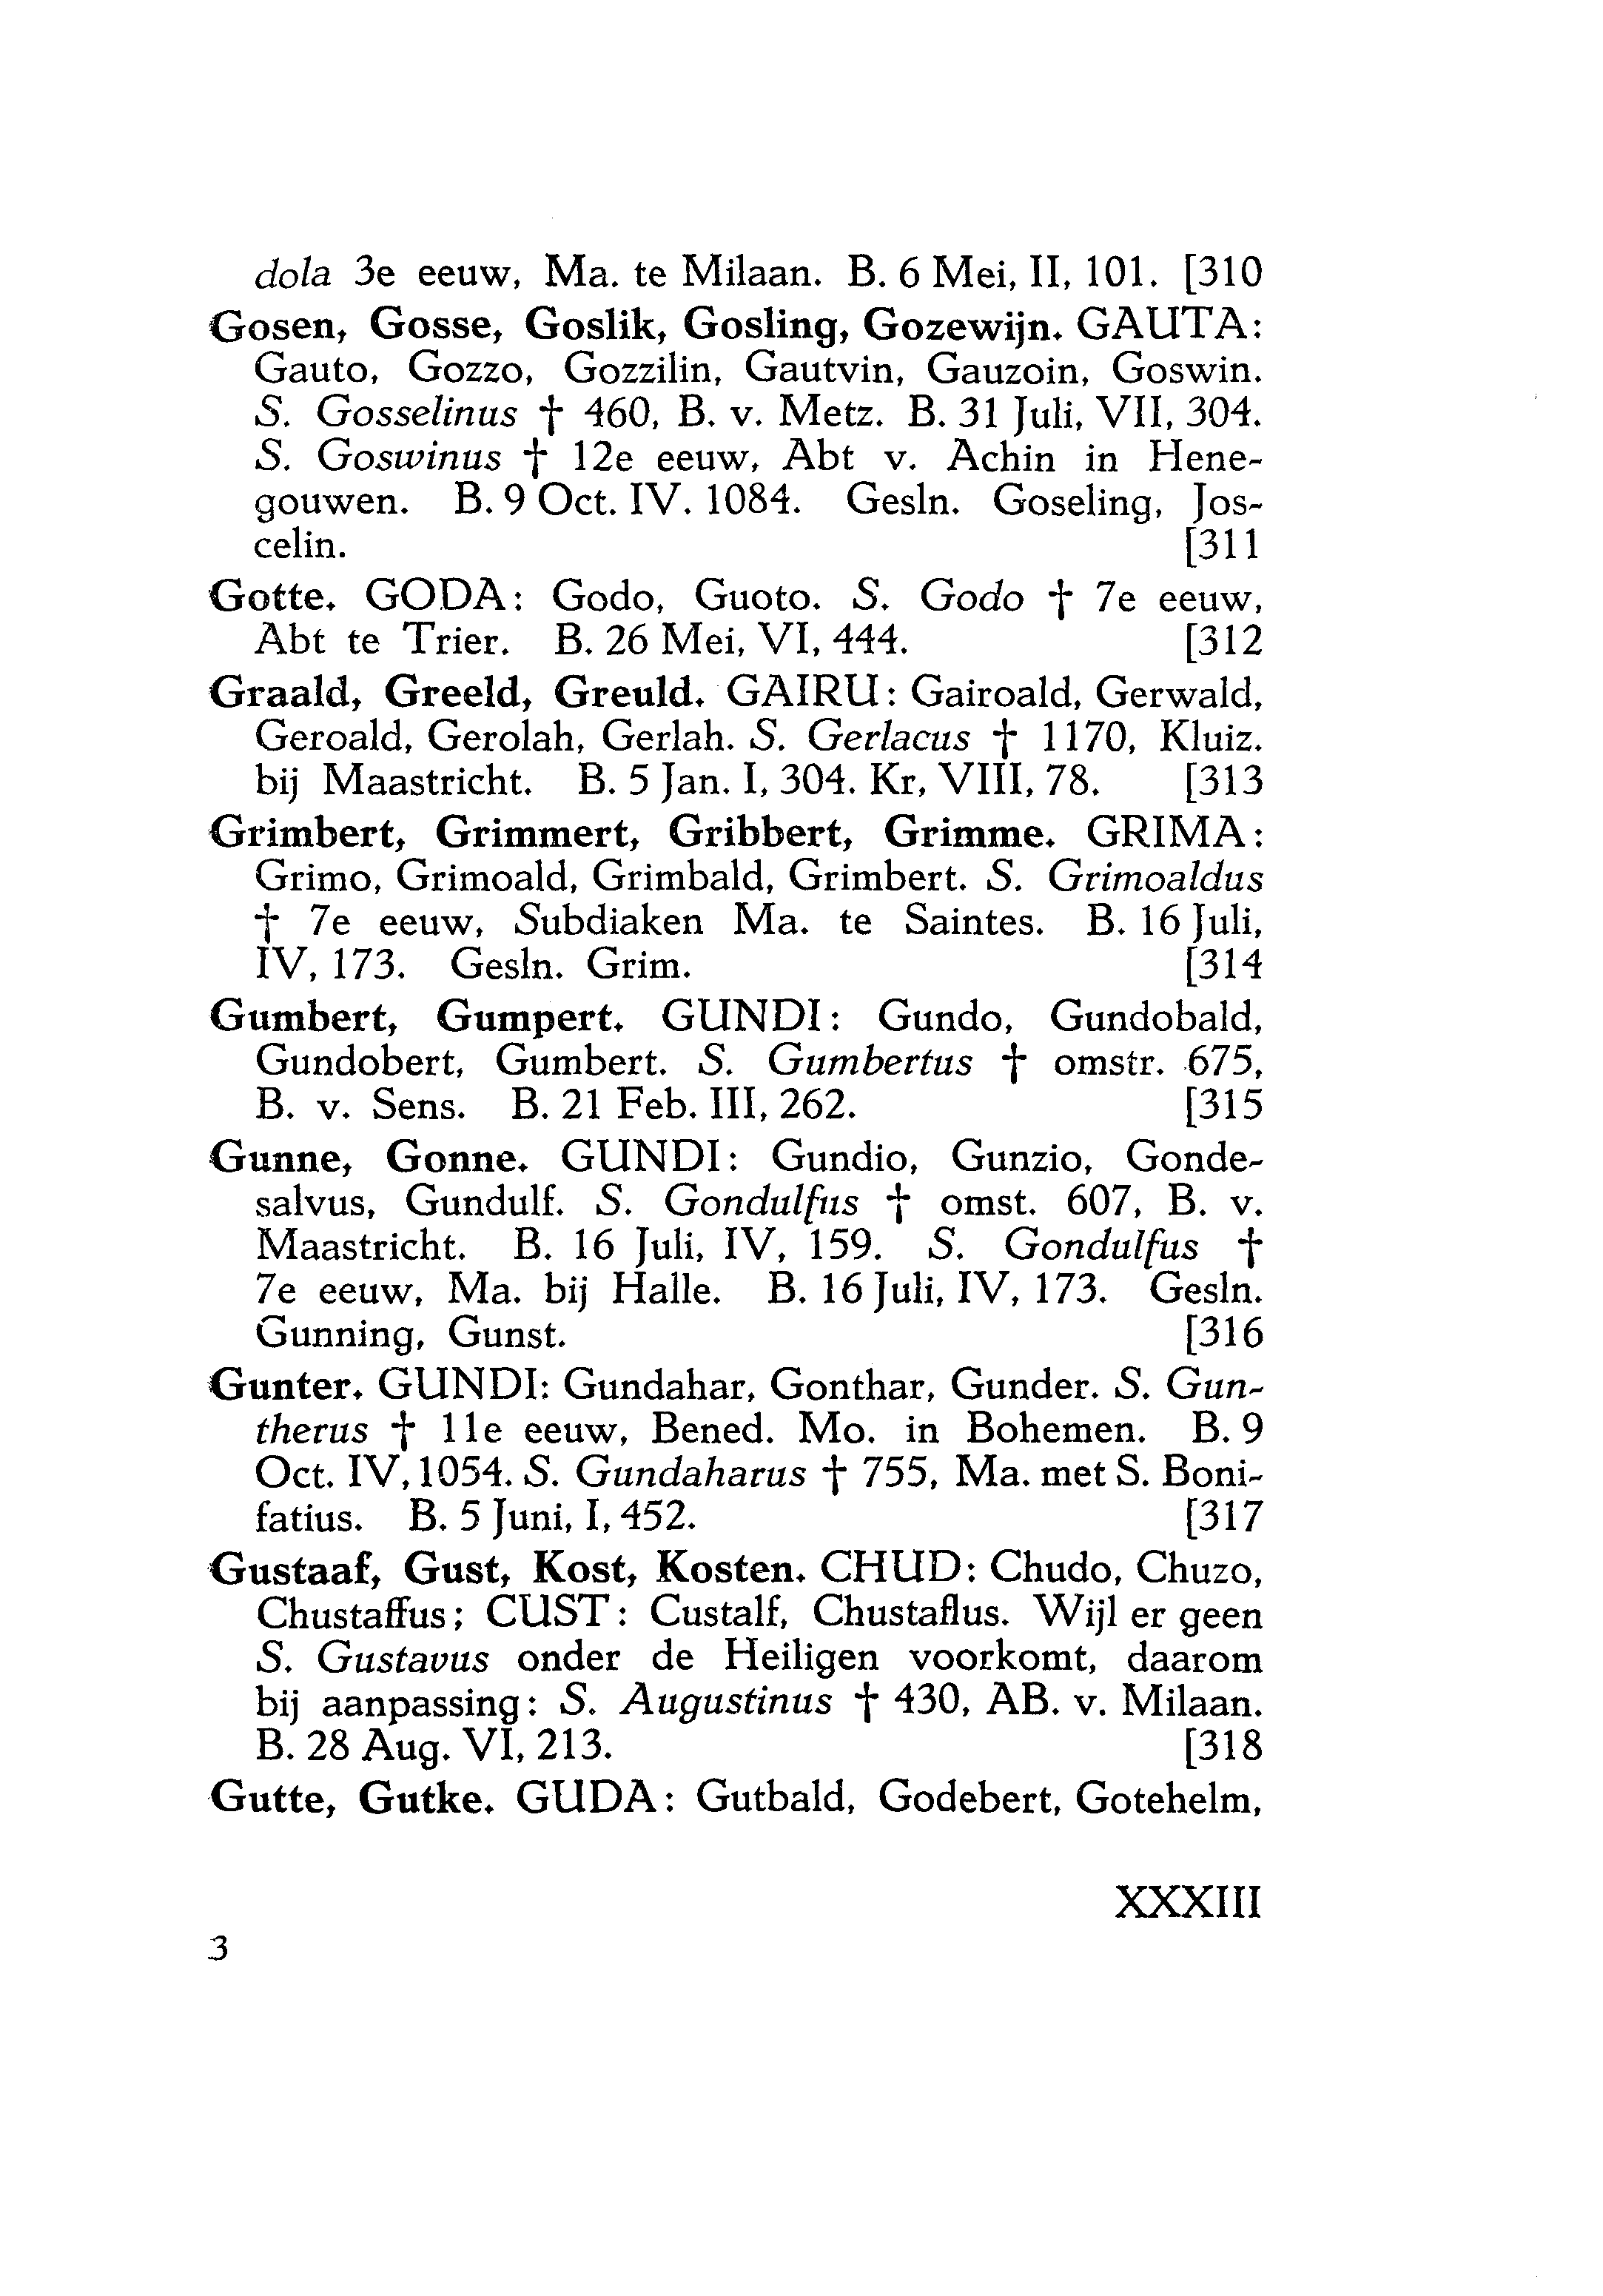 dola 3e eeuw, Ma. te Milaan. B. 6 Mei, II, 101. [310
Gosen, Gosse, Goslik, Gosling, Gozewijn. GAUTA:
Gauto, Gozzo, Gozzilin, Gautvin, Gauzoin, Goswin.
S. Gosselinus † 460, B. v. Metz. B. 31 Juli, VII, 304.
S. Goswinus † 12e eeuw, Abt v. Achin in Hene-
gouwen. B. 9 Oct. IV. 1084. Gesln. Goseling, Jos-
celin. [311
Gotte. GODA: Godo, Guoto. S. Godo † 7e eeuw,
Abt te Trier. B. 26 Mei, VI, 444. [312
Graald, Greeld, Greuld. GAIRU: Gairoald, Gerwald,
Geroald, Gerolah, Gerlah. S. Gerlacus † 1170, Kluiz.
bij Maastricht. B. 5 Jan. I, 304. Kr, VIII, 78. [313
Grimbert, Grimmert, Gribbert, Grimme. GRIMA:
Grimo, Grimoald, Grimbald, Grimbert. S. Grimoaldus
† 7e eeuw, Subdiaken Ma. te Saintes. B. 16 Juli,
IV, 173. Gesln. Grim. [314
Gumbert, Gumpert. GUNDI: Gundo, Gundobald,
Gundobert, Gumbert. S. Gumbertus † omstr. 675,
B. v. Sens. B. 21 Feb. III, 262. [315
Gunne, Gonne. GUNDI: Gundio, Gunzio, Gonde-
salvus, Gundulf. S. Gondulfus † omst. 607, B. v.
Maastricht. B. 16 Juli, IV, 159. S. Gondulfus †
7e eeuw, Ma. bij Halle. B. 16 Juli, IV, 173. Gesln.
Gunning, Gunst. [316
Gunter. GUNDI: Gundahar, Gonthar, Gunder. S. Gun-
therus † 11e eeuw, Bened. Mo. in Bohemen. B. 9
Oct. IV, 1054. S. Gundaharus † 755, Ma. met S. Boni-
fatius. B. 5 Juni, I, 452. [317
Gustaaf, Gust, Kost, Kosten. CHUD: Chudo, Chuzo,
Chustaffus; CUST: Custalf, Chustaflus. Wijl er geen
S. Gustavus onder de Heiligen voorkomt, daarom
bij aanpassing: S. Augustinus † 430, AB. v. Milaan.
B. 28 Aug. VI, 213. [318
Gutte, Gutke. GUDA: Gutbald, Godebert, Gotehelm,
XXXIII
3